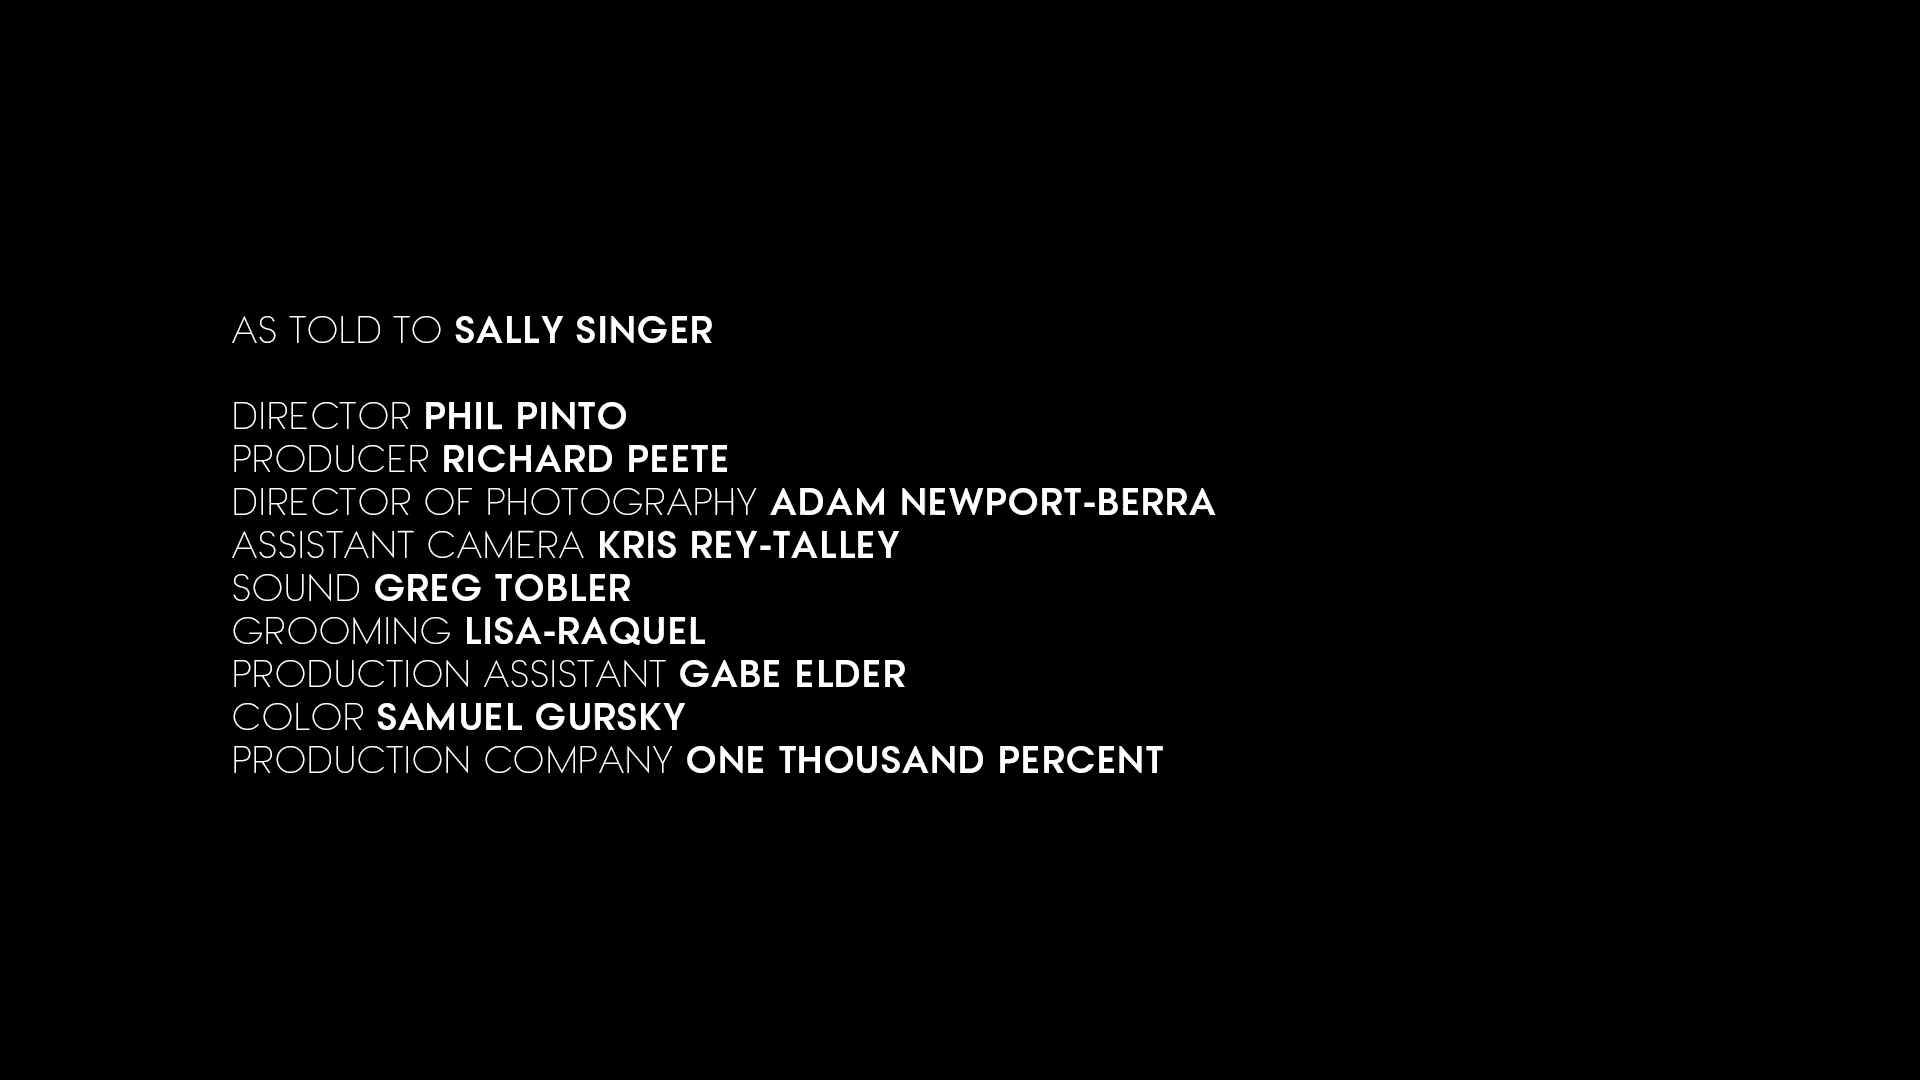 AS TOLD TO SALLY SINGER
DIRECTOR PHIL PINTO
PRODUCER RICHARD PEETE
DIRECTOR OF PHOTOGRAPHY ADAM NEWPORT-BERRA
ASSISTANT CAMERA KRIS REY-TALLEY
SOUND GREG TOBLER
GROOMING LISA-RAQUEL
PRODUCTION ASSISTANT GABE ELDER
COLOR SAMUEL GURSKY
PRODUCTION COMPANY ONE THOUSAND PERCENT